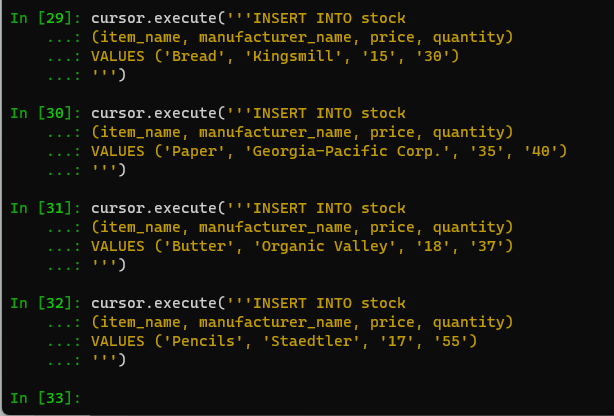 In [29]: cursor.execute('''INSERT INTO stock
...: (item_name, manufacturer_name, price, quantity)
...: VALUES ('Bread', 'Kingsmill', '15', '30')
...: ''')
In [30]: cursor.execute('''INSERT INTO stock
...: (item_name, manufacturer_name, price, quantity)
...: VALUES ('Paper', 'Georgia-Pacific Corp.', '35', '40')
...: ''')
In [31]: cursor.execute('''INSERT INTO stock
...: (item_name, manufacturer_name, price, quantity)
...: VALUES ('Butter', 'Organic Valley', '18', '37')
...: ''')
In [32]: cursor.execute('''INSERT INTO stock
...: (item_name, manufacturer_name, price, quantity)
...: VALUES ('Pencils', 'Staedtler', '17', '55')
...: ''')
In [33]: